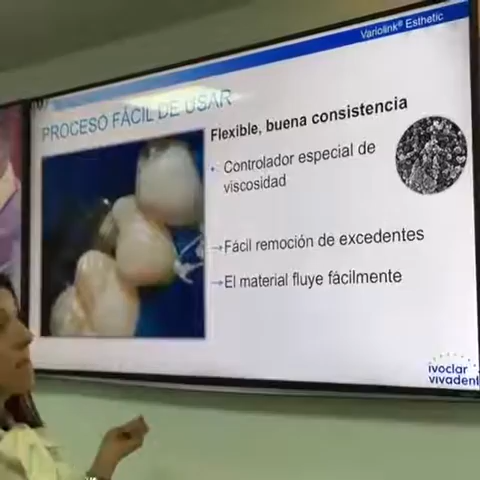 Variolink® Esthetic
PROCESO FÁCIL DE USAR
Flexible, buena consistencia
• Controlador especial de
viscosidad
→Fácil remoción de excedentes
→El material fluye fácilmente
ivoclar
vivadent